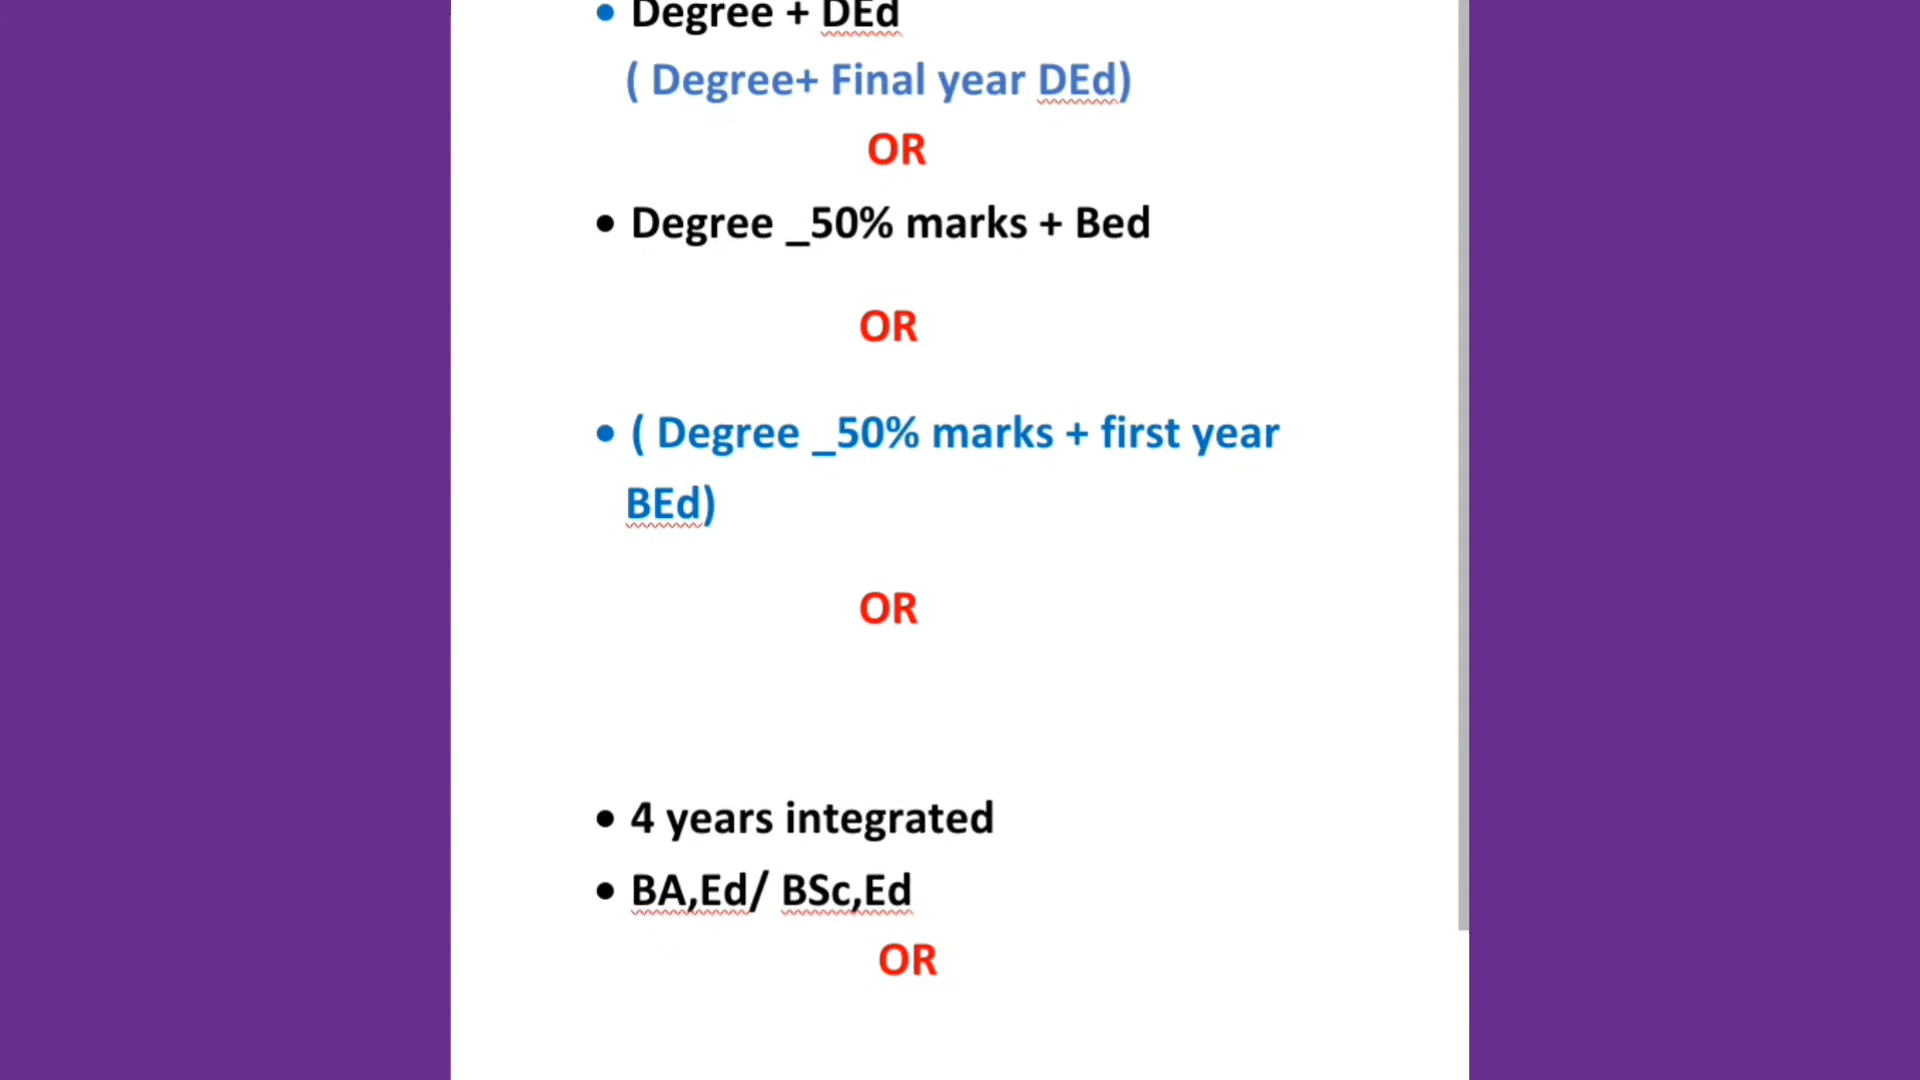 • Degree + DEd
( Degree+ Final year DEd)
OR
• Degree _50% marks + Bed
OR
• ( Degree _50% marks + first year
BEd)
OR
• 4 years integrated
• BA,Ed/ BSc,Ed
OR